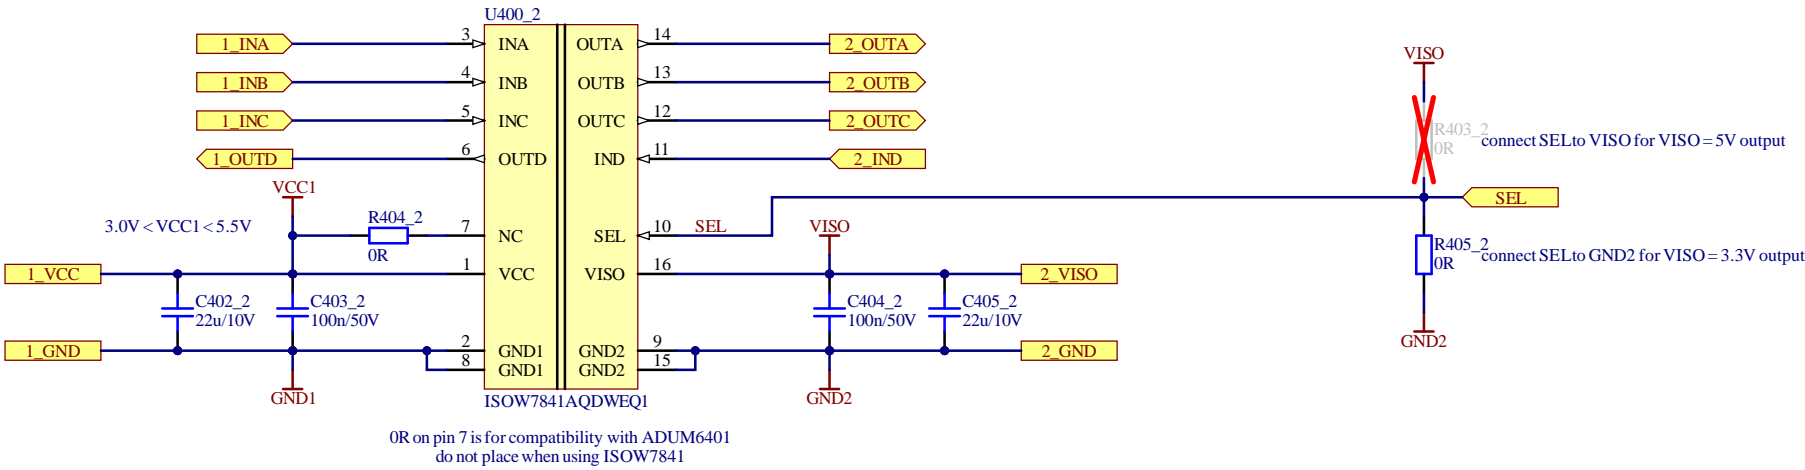 U400_2
1_INA
3
INA
OUTA
14
2_OUTA
1_INB
4
INB
OUTB
13
2_OUTB
1_INC
5
INC
OUTC
12
2_OUTC
1_OUTD
6
OUTD
IND
11
2_IND
VISO
R403_2
0R
connect SEL to VISO for VISO = 5V output
SEL
VCC1
3.0V < VCC1 < 5.5V
R404_2
0R
7
NC
SEL
10
SEL
VISO
R405_2
0R
connect SEL to GND2 for VISO = 3.3V output
GND2
1_VCC
1
VCC
VISO
16
2_VISO
C402_2
22u/10V
C403_2
100n/50V
C404_2
100n/50V
C405_2
22u/10V
1_GND
2
GND1
GND2
9
2_GND
8
GND1
GND2
15
GND1
GND2
ISOW7841AQDWEQ1
0R on pin 7 is for compatibility with ADUM6401
do not place when using ISOW7841